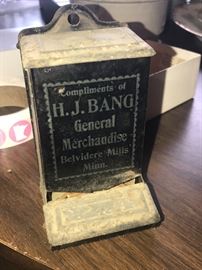 Compliments of
H.J. BANG
General
Merchandise
Belvidere Mills
Minn.